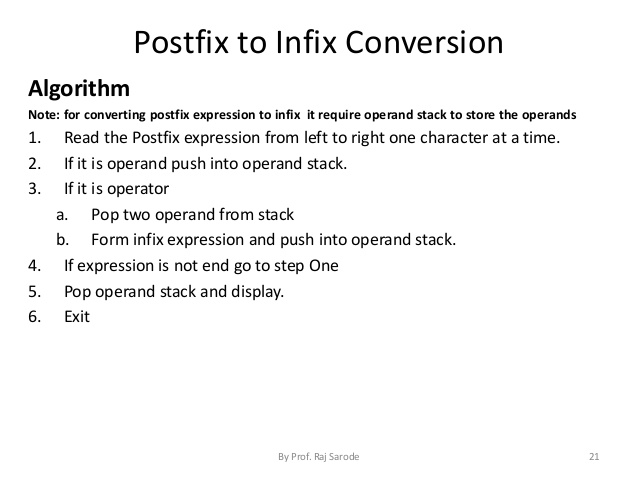 Postfix to Infix Conversion
Algorithm
Note: for converting postfix expression to infix it require operand stack to store the operands
1. Read the Postfix expression from left to right one character at a time.
2. If it is operand push into operand stack.
3. If it is operator
a. Pop two operand from stack
b. Form infix expression and push into operand stack.
4. If expression is not end go to step One
5. Pop operand stack and display.
6. Exit
By Prof. Raj Sarode
21